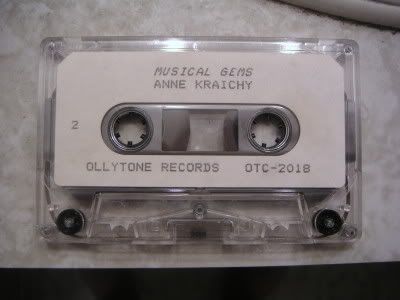 MUSICAL GEMS
ANNE KRAICHY
2
OLLYTONE RECORDS OTC-2018